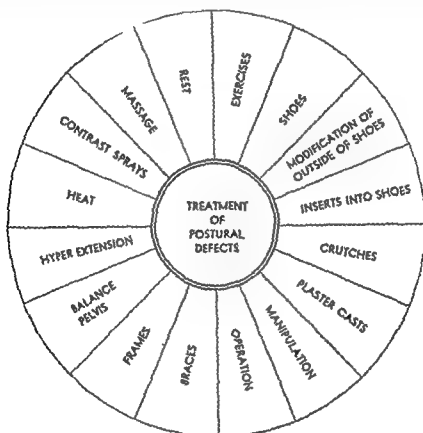 TREATMENT
OF
POSTURAL
DEFECTS
REST
EXERCISES
SHOES
MODIFICATION OF
OUTSIDE OF SHOES
INSERTS INTO SHOES
CRUTCHES
PLASTER CASTS
MANIPULATION
OPERATION
BRACES
FRAMES
BALANCE
PELVIS
HYPER EXTENSION
HEAT
CONTRAST SPRAYS
MASSAGE